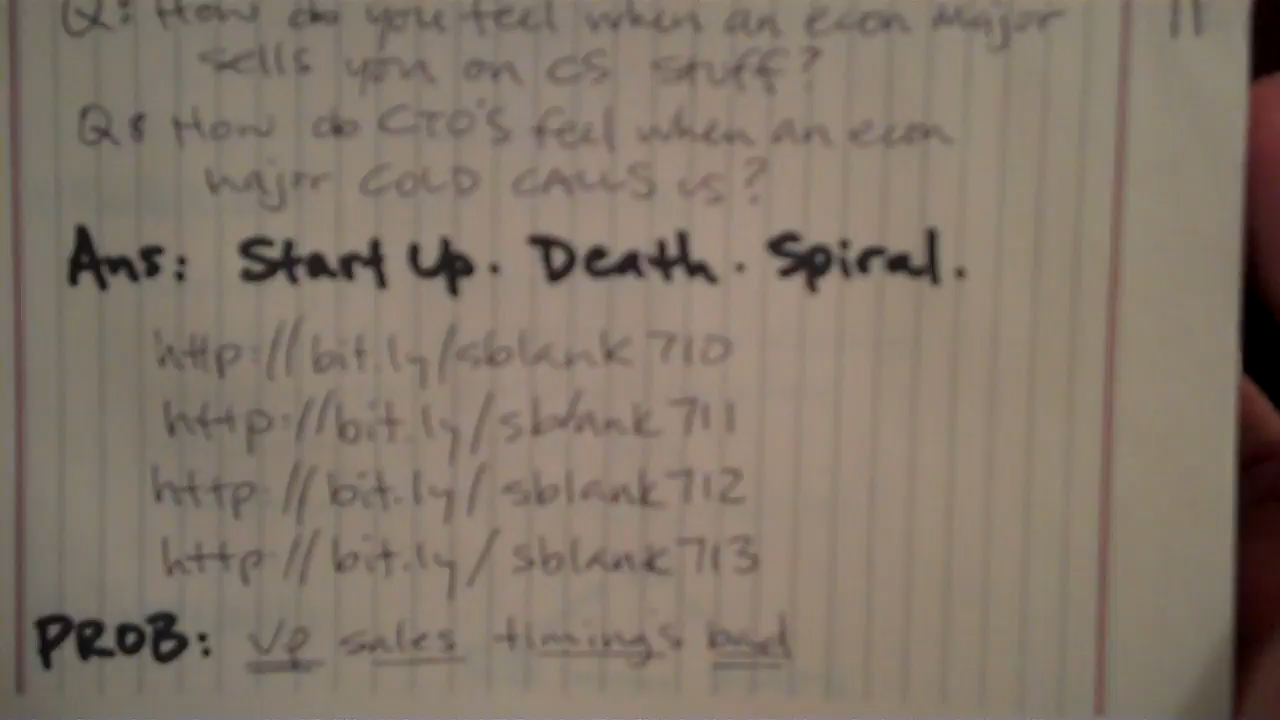 Q: How do you feel when an econ Major
11
sells you on CS stuff?
Q: How do CTO'S feel when an econ
major COLD CALLS us?
Ans: Start Up. Death. Spiral.
http://bit.ly/sblank710
http://bit.ly/sblank711
http://bit.ly/sblank712
http://bit.ly/sblank713
PROB: VP sales timings bad